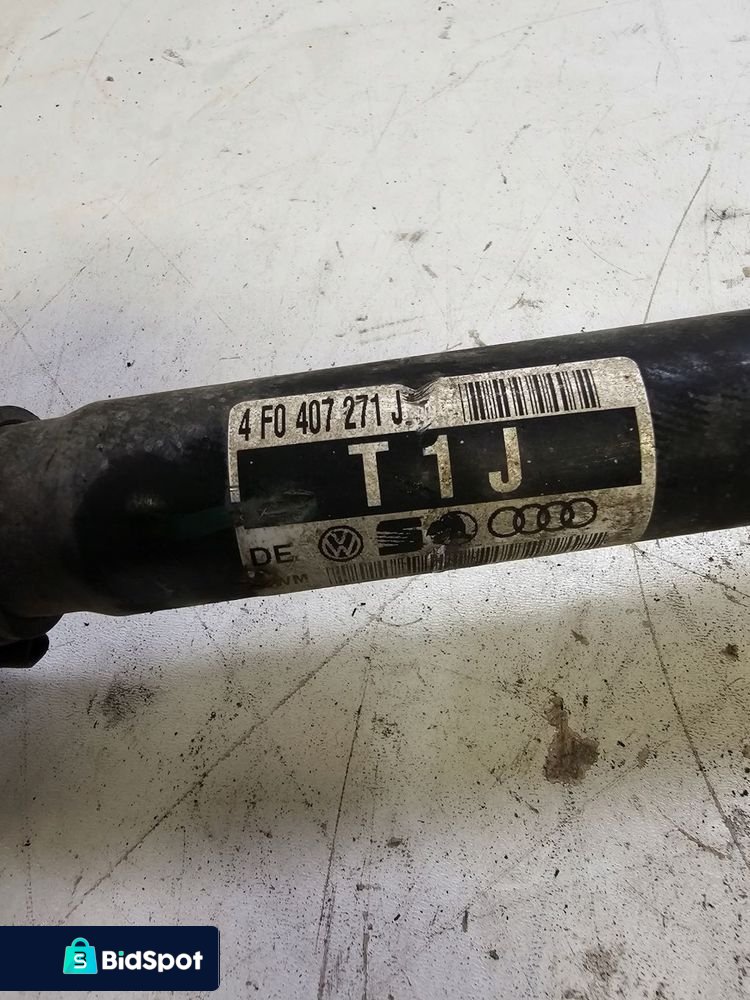 4 F0 407 271 J
T 1 J
DE
BidSpot